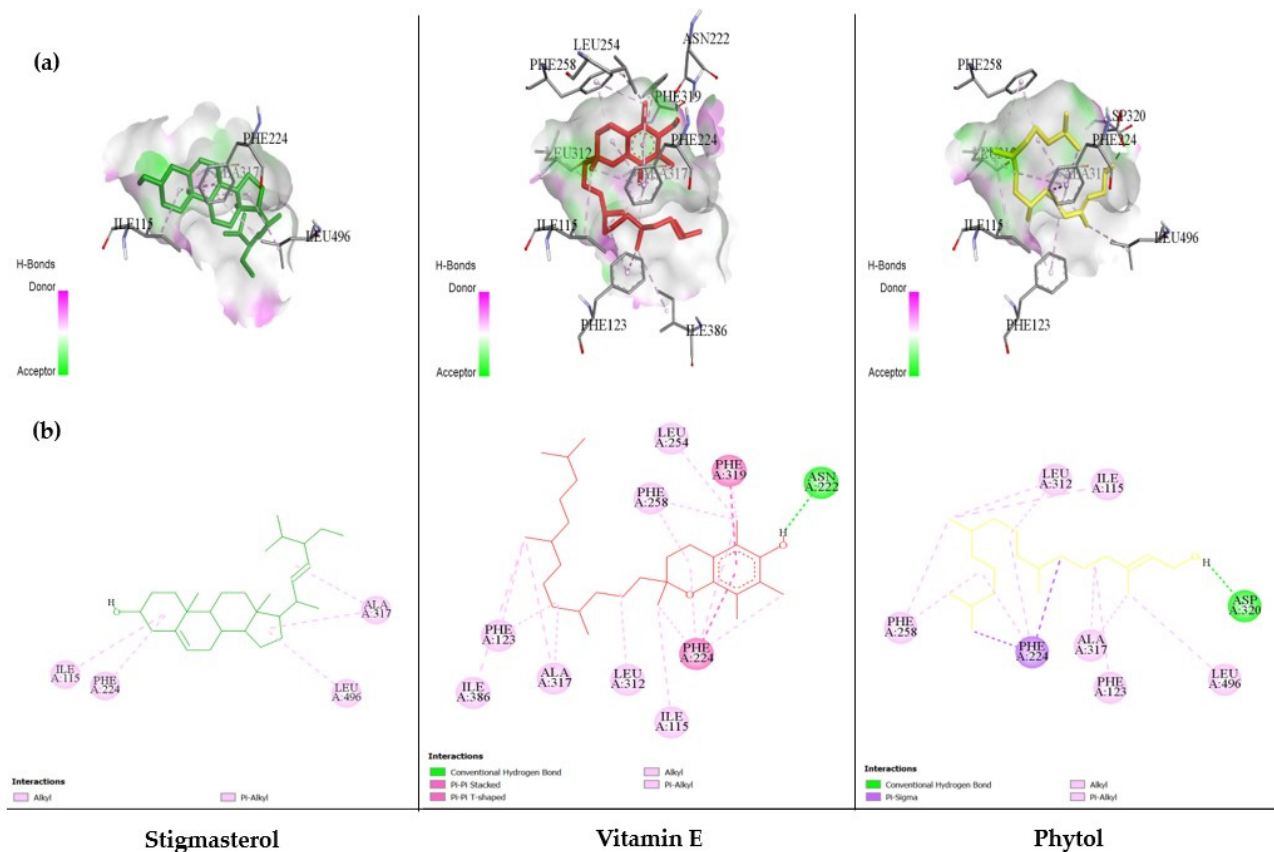 (a)
PHE224
ALA317
ILE115
LEU496
H-Bonds
Donor
Acceptor
LEU254
ASN222
PHE258
PHE319
PHE224
LEU312
ALA317
ILE115
H-Bonds
Donor
PHE123
ILE386
Acceptor
PHE258
SP320
PHE224
ILE115
LEU496
H-Bonds
Donor
PHE123
Acceptor
(b)
ALA
A:317
ILE
A:115
PHE
A:224
LEU
A:496
H
O
Interactions
Alkyl
Pi-Alkyl
Stigmasterol
LEU
A:254
PHE
A:319
ASN
A:222
PHE
A:258
H
O
O
PHE
A:123
PHE
A:224
ILE
A:386
ALA
A:317
LEU
A:312
ILE
A:115
Interactions
Conventional Hydrogen Bond
Pi-Pi Stacked
Pi-Pi T-shaped
Alkyl
Pi-Alkyl
Vitamin E
LEU
A:312
ILE
A:115
H
O
ASP
A:320
PHE
A:258
PHE
A:224
ALA
A:317
PHE
A:123
LEU
A:496
Interactions
Conventional Hydrogen Bond
Pi-Sigma
Alkyl
Pi-Alkyl
Phytol